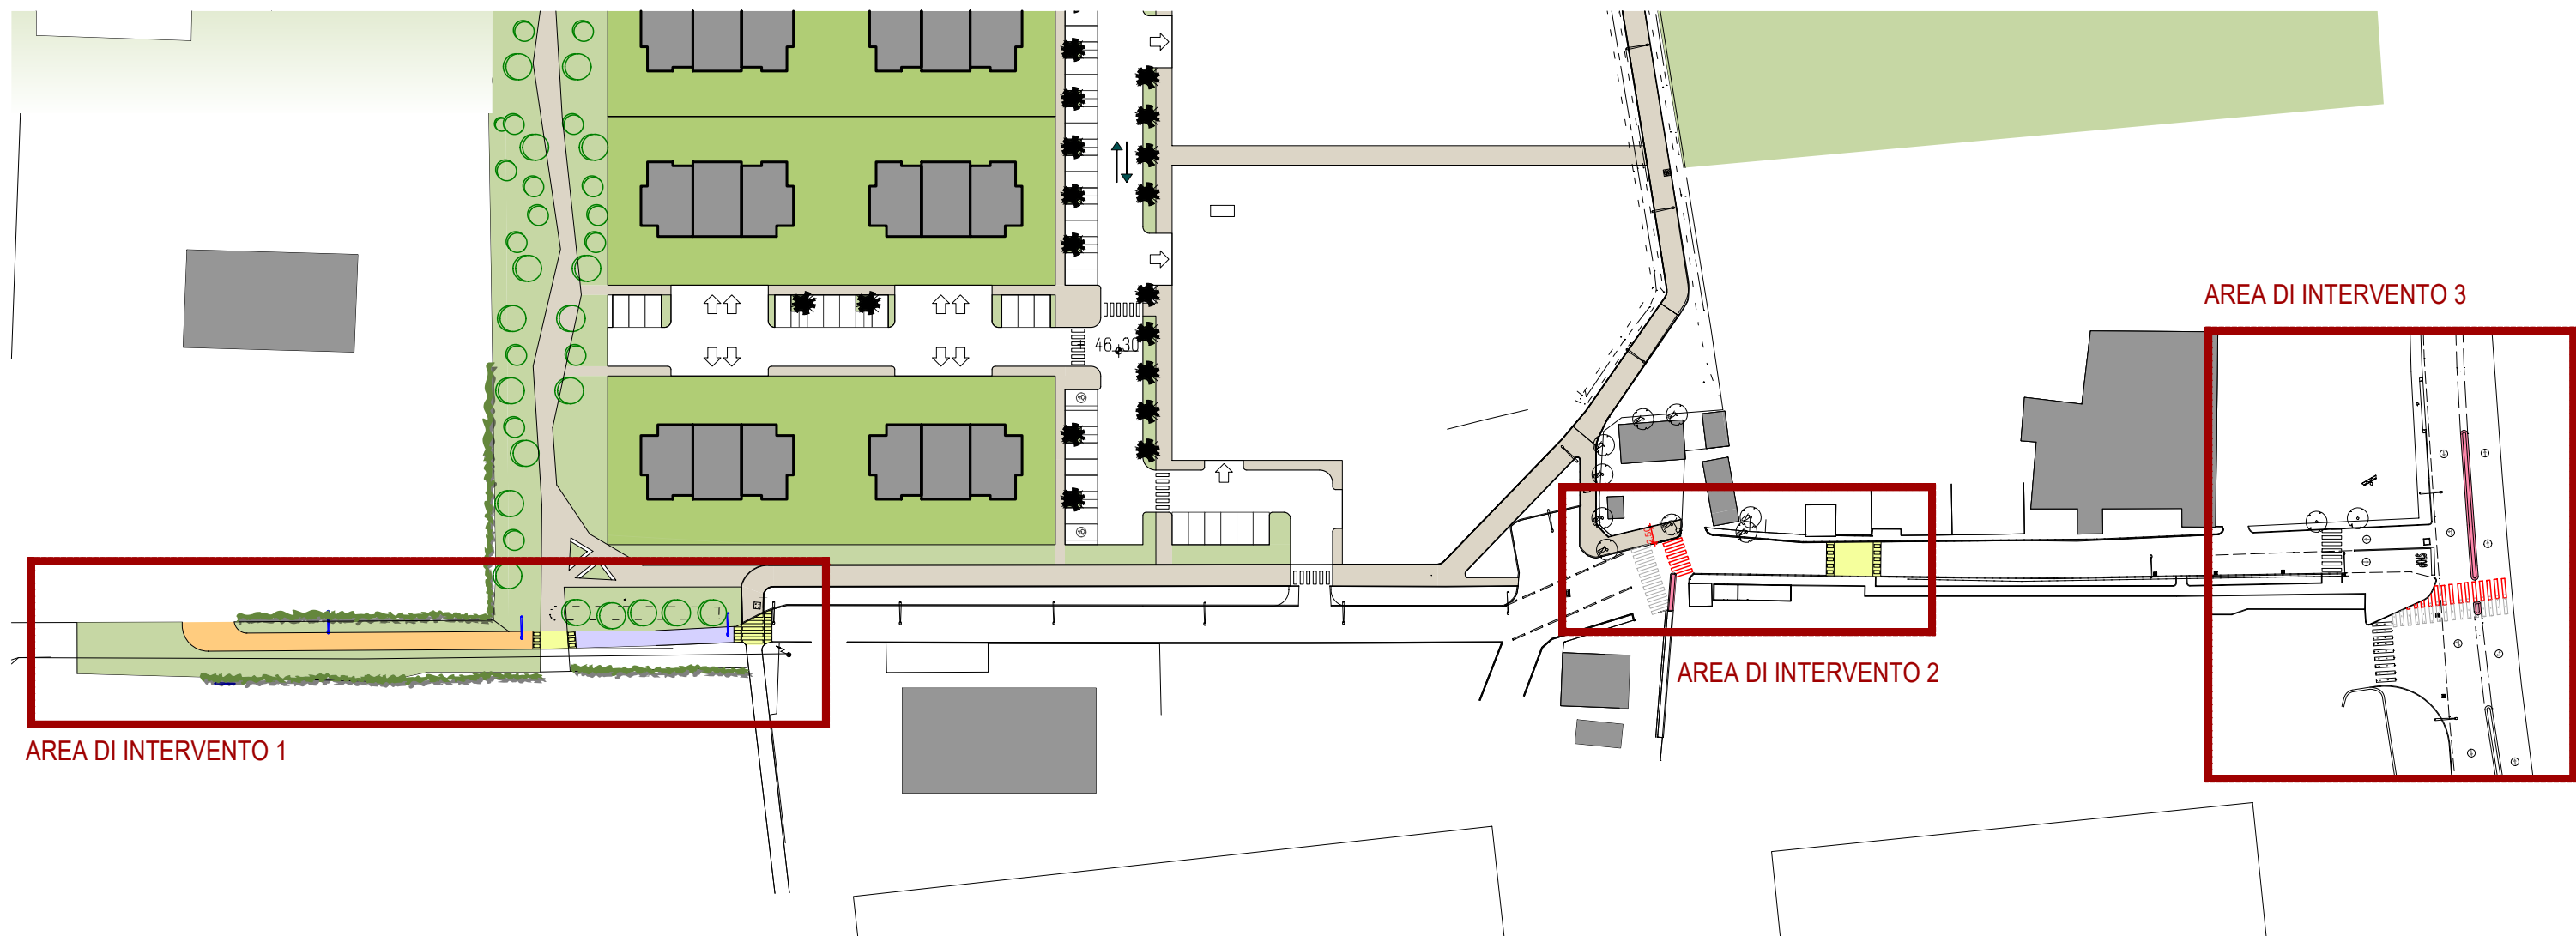 AREA DI INTERVENTO 3
+ 46.30
AREA DI INTERVENTO 2
AREA DI INTERVENTO 1